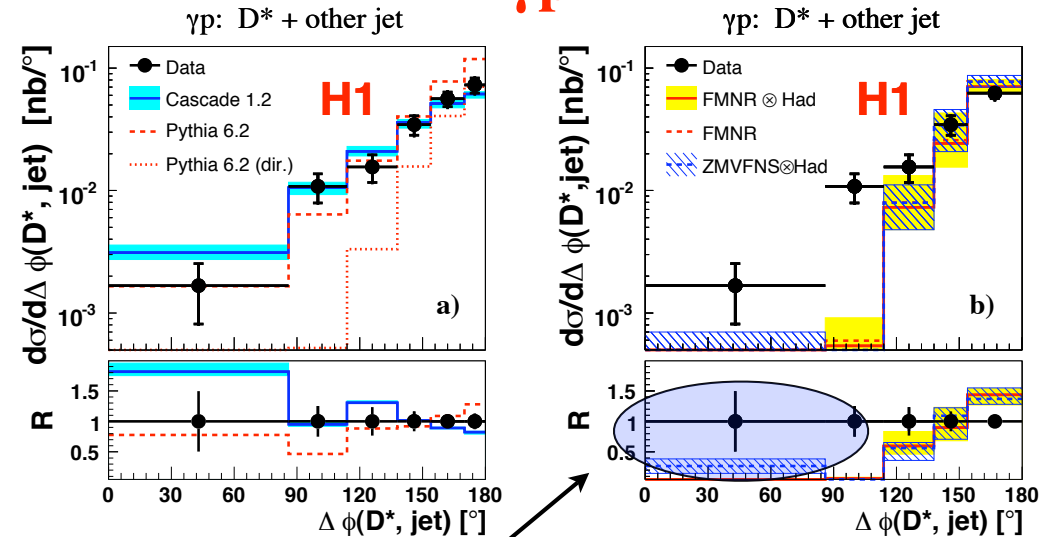 γp
γp: D* + other jet
dσ/dΔ ϕ(D*, jet) [nb/°]
10⁻¹
10⁻²
10⁻³
Data
Cascade 1.2
Pythia 6.2
Pythia 6.2 (dir.)
H1
a)
R
1.5
1
0.5
0 30 60 90 120 150 180
Δ ϕ(D*, jet) [°]
γp: D* + other jet
dσ/dΔ ϕ(D*,jet) [nb/°]
10⁻¹
10⁻²
10⁻³
Data
FMNR ⊗ Had
FMNR
ZMVFNS⊗Had
H1
b)
R
1.5
1
0.5
0 30 60 90 120 150 180
Δ ϕ(D*, jet) [°]